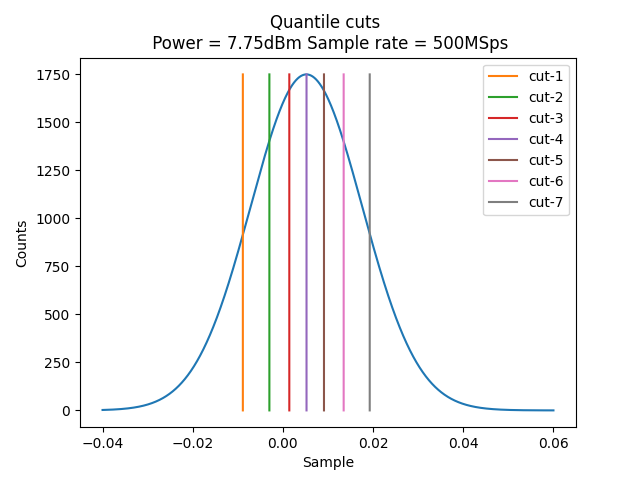 Quantile cuts
Power = 7.75dBm Sample rate = 500MSps
1750
1500
1250
1000
750
500
250
0
Counts
−0.04
−0.02
0.00
0.02
0.04
0.06
Sample
cut-1
cut-2
cut-3
cut-4
cut-5
cut-6
cut-7